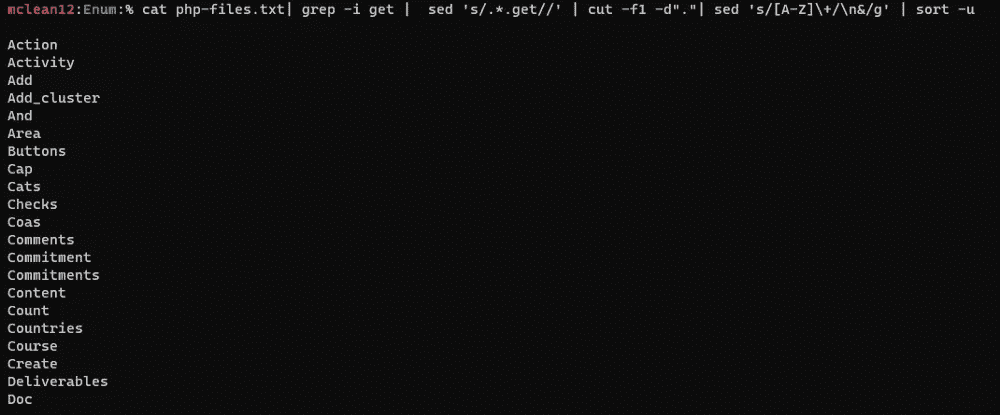 mclean12:Enum:% cat php-files.txt| grep -i get |  sed 's/.*.get//' | cut -f1 -d"."| sed 's/[A-Z]\+/\n&/g' | sort -u
Action
Activity
Add
Add_cluster
And
Area
Buttons
Cap
Cats
Checks
Coas
Comments
Commitment
Commitments
Content
Count
Countries
Course
Create
Deliverables
Doc